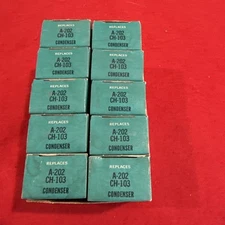 REPLACES
A-202
CH-103
CONDENSER
REPLACES
A-202
CH-103
CONDENSER
REPLACES
A-202
CH-103
CONDENSER
REPLACES
A-202
CH-103
CONDENSER
REPLACES
A-202
CH-103
CONDENSER
REPLACES
A-202
CH-103
CONDENSER
REPLACES
A-202
CH-103
CONDENSER
REPLACES
A-202
CH-103
CONDENSER
REPLACES
A-202
CH-103
CONDENSER
REPLACES
A-202
CH-103
CONDENSER